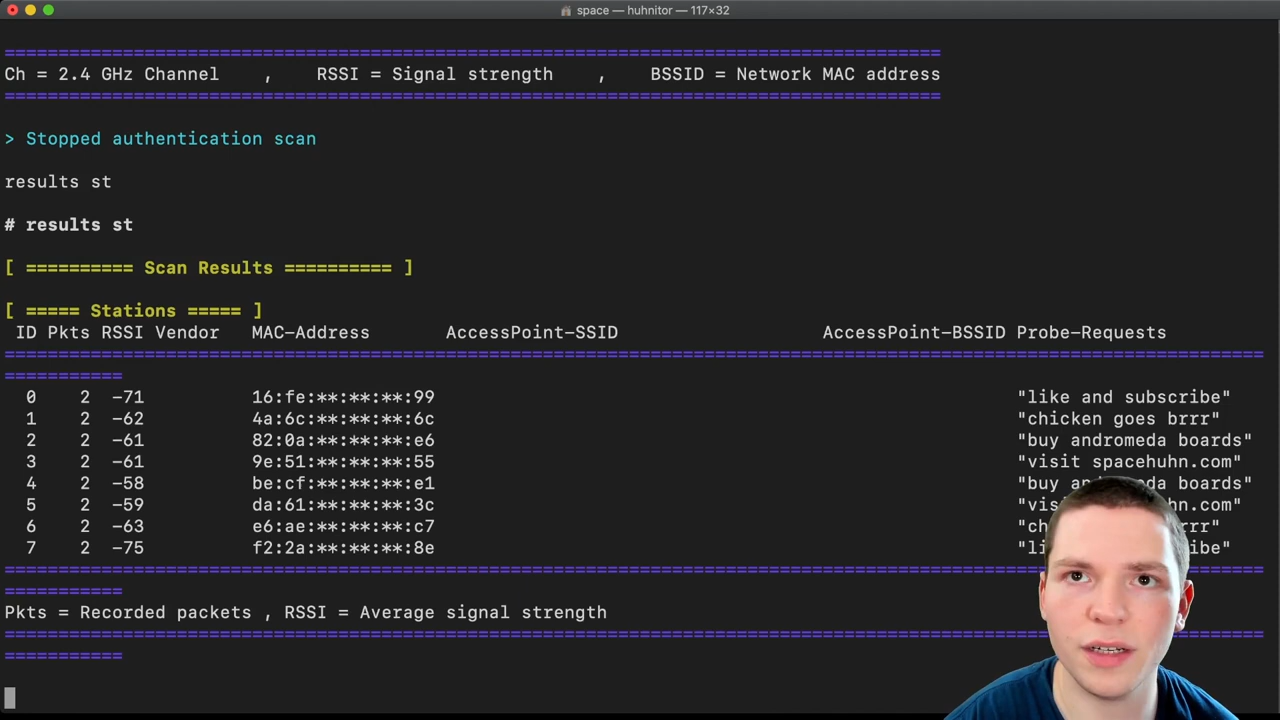 space — huhnitor — 117×32
===================================================================================
Ch = 2.4 GHz Channel    ,    RSSI = Signal strength    ,    BSSID = Network MAC address
===================================================================================
> Stopped authentication scan
results st
# results st
[ ========== Scan Results ========== ]
[ ===== Stations ===== ]
ID Pkts RSSI Vendor   MAC-Address       AccessPoint-SSID                   AccessPoint-BSSID Probe-Requests
=====================================================================================================================
===========
0    2  -71          16:fe:**:**:**:99                                                      "like and subscribe"
1    2  -62          4a:6c:**:**:**:6c                                                      "chicken goes brrr"
2    2  -61          82:0a:**:**:**:e6                                                      "buy andromeda boards"
3    2  -61          9e:51:**:**:**:55                                                      "visit spacehuhn.com"
4    2  -58          be:cf:**:**:**:e1                                                      "buy boards"
5    2  -59          da:61:**:**:**:3c
6    2  -63          e6:ae:**:**:**:c7
7    2  -75          f2:2a:**:**:**:8e
=====================================================================================================================
===========
Pkts = Recorded packets , RSSI = Average signal strength
=====================================================================================================================
===========